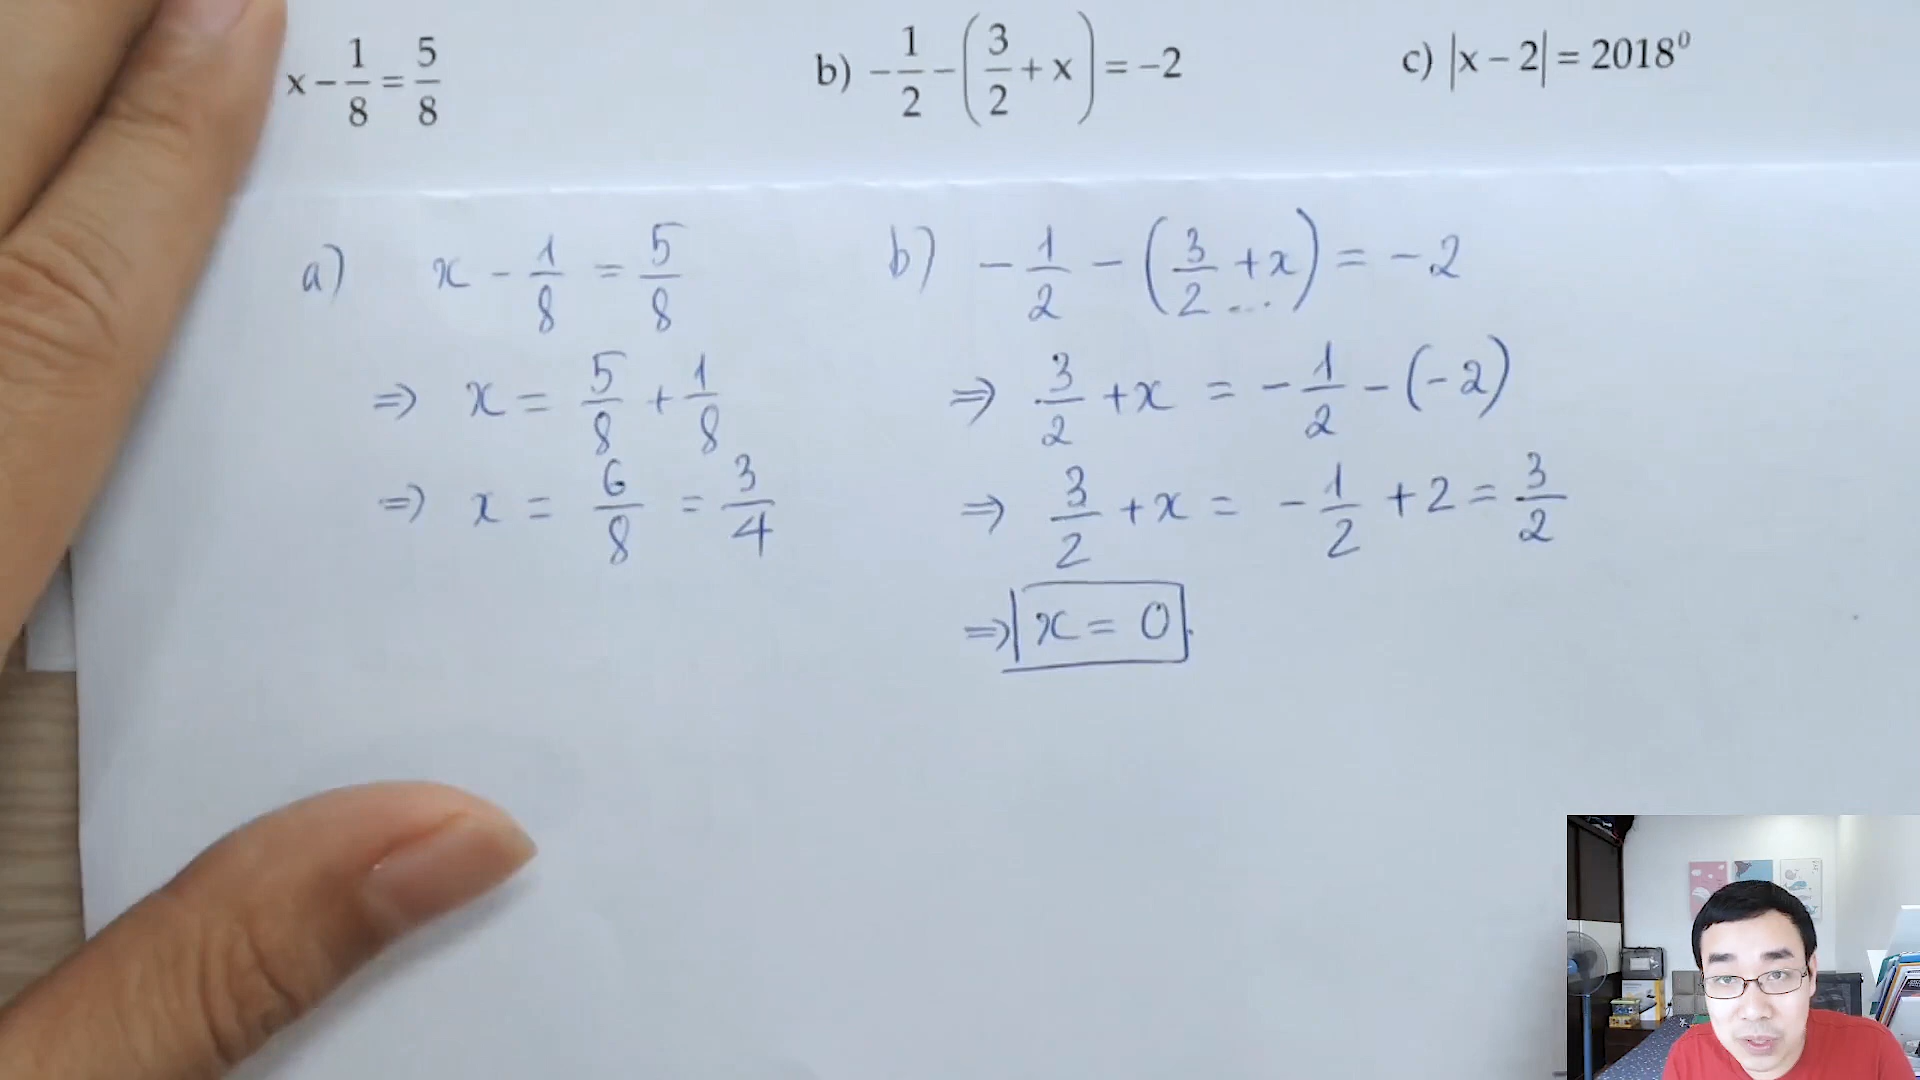 x − 1/8 = 5/8
b) −1/2 − (3/2 + x) = −2
c) |x − 2| = 2018⁰
a) x − 1/8 = 5/8
⇒ x = 5/8 + 1/8
⇒ x = 6/8 = 3/4
b) −1/2 − (3/2 + x) = −2
⇒ 3/2 + x = −1/2 − (−2)
⇒ 3/2 + x = −1/2 + 2 = 3/2
⇒ x = 0.